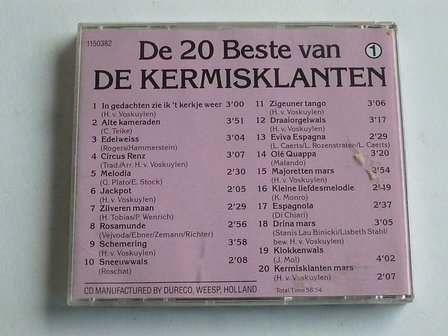 1150382
De 20 Beste van
DE KERMISKLANTEN
1
1 In gedachten zie ik 't kerkje weer 3'00
(H. v. Voskuylen)
2 Alte kameraden 3'51
(C. Teike)
3 Edelweiss 3'04
(Rogers/Hammerstein)
4 Circus Renz 3'07
(Trad./Arr. H. v. Voskuylen)
5 Melodia 2'30
(G. Plato/E. Stock)
6 Jackpot 2'05
(H. v. Voskuylen)
7 Zilveren maan 2'29
(H. Tobias/P. Wenrich)
8 Rosamunde 2'56
(Vejvoda/Ebner/Zemann/Richter)
9 Schemering 3'58
(H. v. Voskuylen)
10 Sneeuwwals 2'08
(Roschat)
11 Zigeuner tango 3'06
(H. v. Voskuylen)
12 Draaiorgelwals 3'17
(H. v. Voskuylen)
13 Eviva Espagna 2'29
(L. Caerts/L. Rozenstraten/L. Caerts)
14 Olé Quappa 3'20
(Malando)
15 Majoretten mars 2'54
(H. v. Voskuylen)
16 Kleine liefdesmelodie 2'49
(K. Monro)
17 Espagnola 2'37
(Di Chiari)
18 Drina mars 3'05
(Stanis Lau Binicki/Lisbeth Stahl/
bew. H. v. Voskuylen)
19 Klokkenwals
(J. Mol) 4'02
20 Kermisklanten mars
(H. v. Voskuylen) 2'07
CD MANUFACTURED BY DURECO, WEESP, HOLLAND
Total Time 58'54